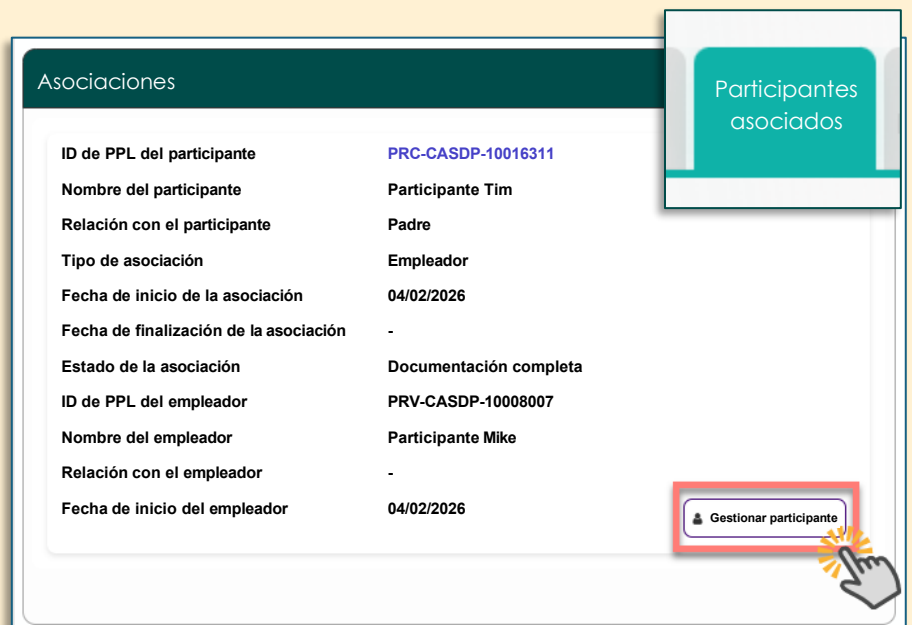 Asociaciones
Participantes
asociados
ID de PPL del participante PRC-CASDP-10016311
Nombre del participante Participante Tim
Relación con el participante Padre
Tipo de asociación Empleador
Fecha de inicio de la asociación 04/02/2026
Fecha de finalización de la asociación -
Estado de la asociación Documentación completa
ID de PPL del empleador PRV-CASDP-10008007
Nombre del empleador Participante Mike
Relación con el empleador -
Fecha de inicio del empleador 04/02/2026
Gestionar participante